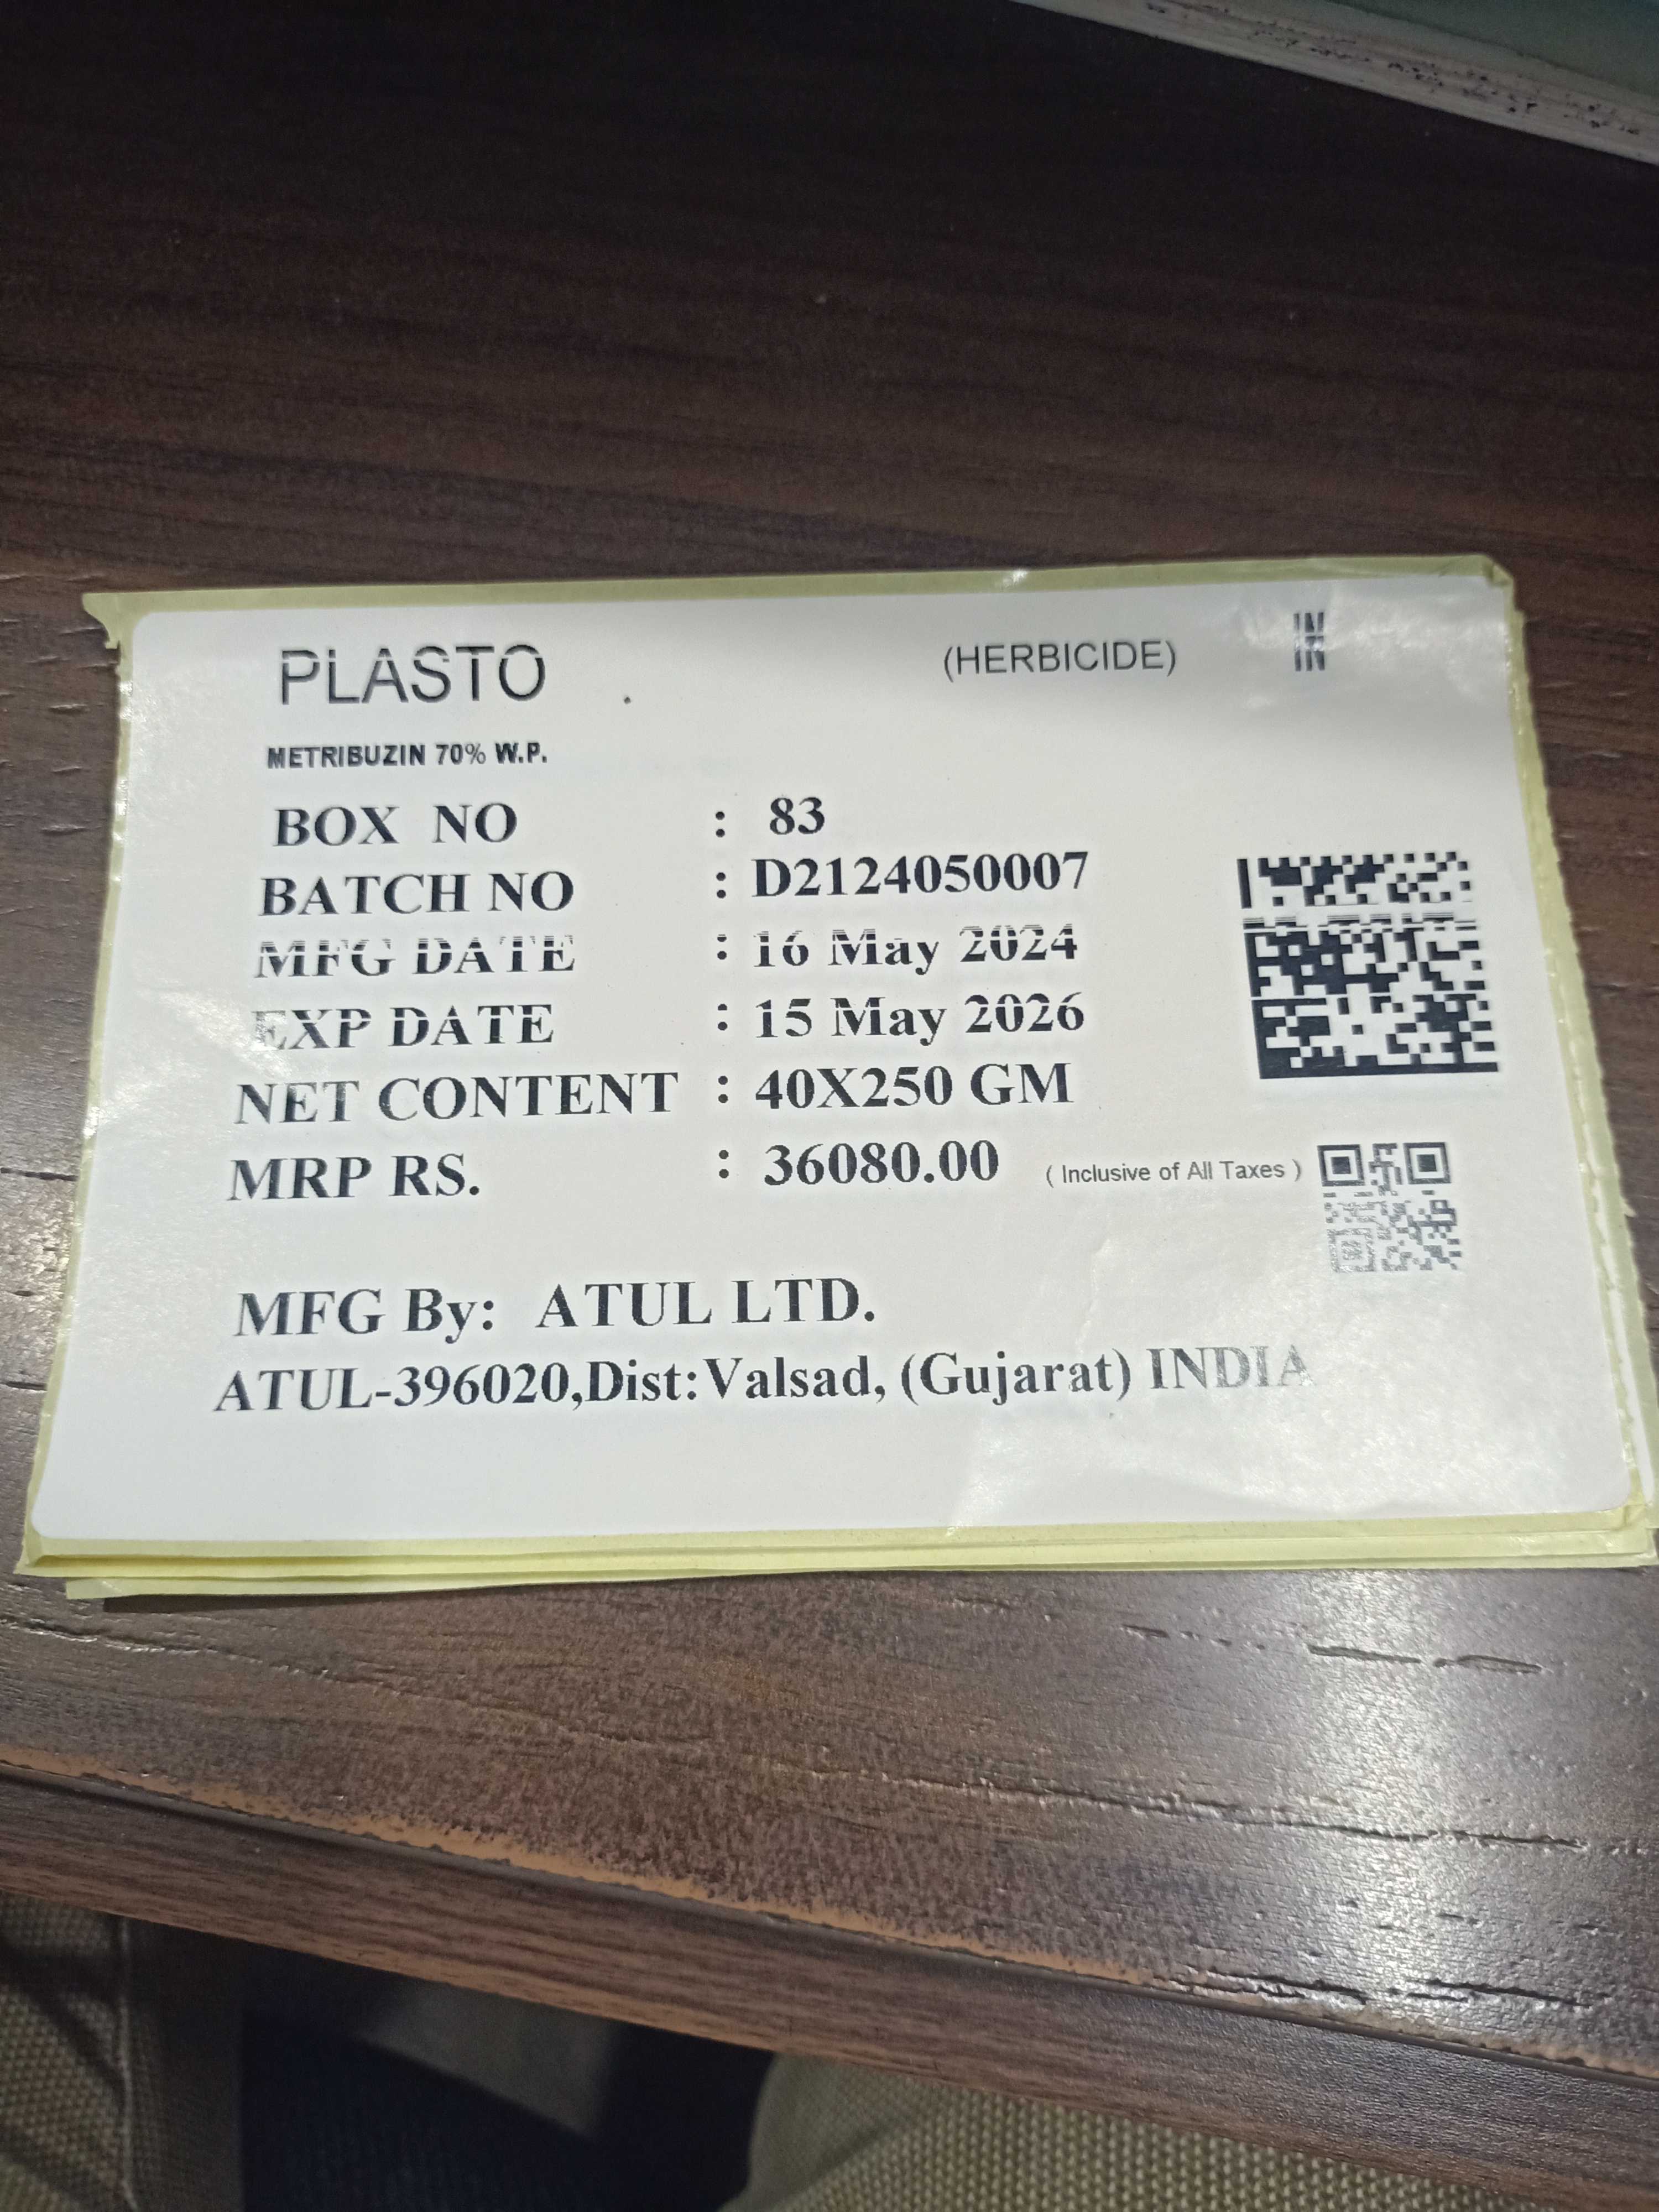 PLASTO (HERBICIDE) IN
METRIBUZIN 70% W.P.
BOX NO : 83
BATCH NO : D2124050007
MFG DATE : 16 May 2024
EXP DATE : 15 May 2026
NET CONTENT : 40X250 GM
MRP RS. : 36080.00 ( Inclusive of All Taxes )
MFG By: ATUL LTD.
ATUL-396020,Dist:Valsad, (Gujarat) INDIA